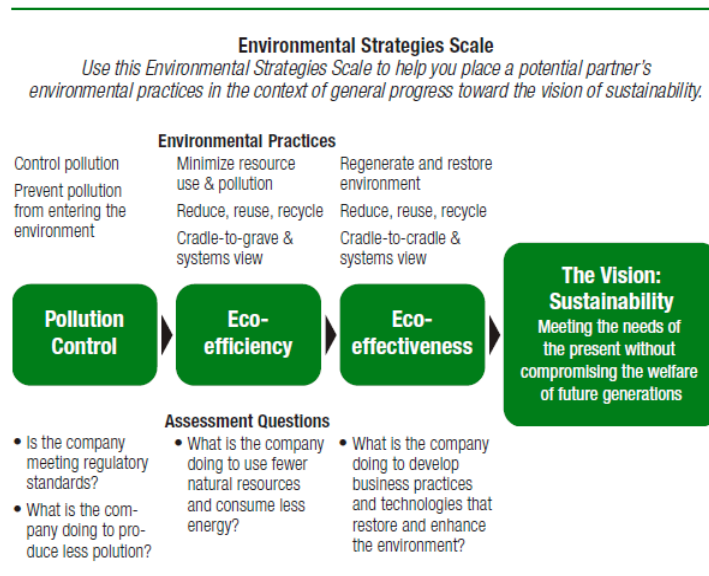 Environmental Strategies Scale
Use this Environmental Strategies Scale to help you place a potential partner's
environmental practices in the context of general progress toward the vision of sustainability.
Environmental Practices
Control pollution
Prevent pollution
from entering the
environment
Minimize resource
use & pollution
Reduce, reuse, recycle
Cradle-to-grave &
systems view
Regenerate and restore
environment
Reduce, reuse, recycle
Cradle-to-cradle &
systems view
Pollution
Control
Eco-
efficiency
Eco-
effectiveness
The Vision:
Sustainability
Meeting the needs of
the present without
compromising the welfare
of future generations
Assessment Questions
• Is the company
meeting regulatory
standards?
• What is the com-
pany doing to pro-
duce less polution?
• What is the company
doing to use fewer
natural resources
and consume less
energy?
• What is the company
doing to develop
business practices
and technologies that
restore and enhance
the environment?